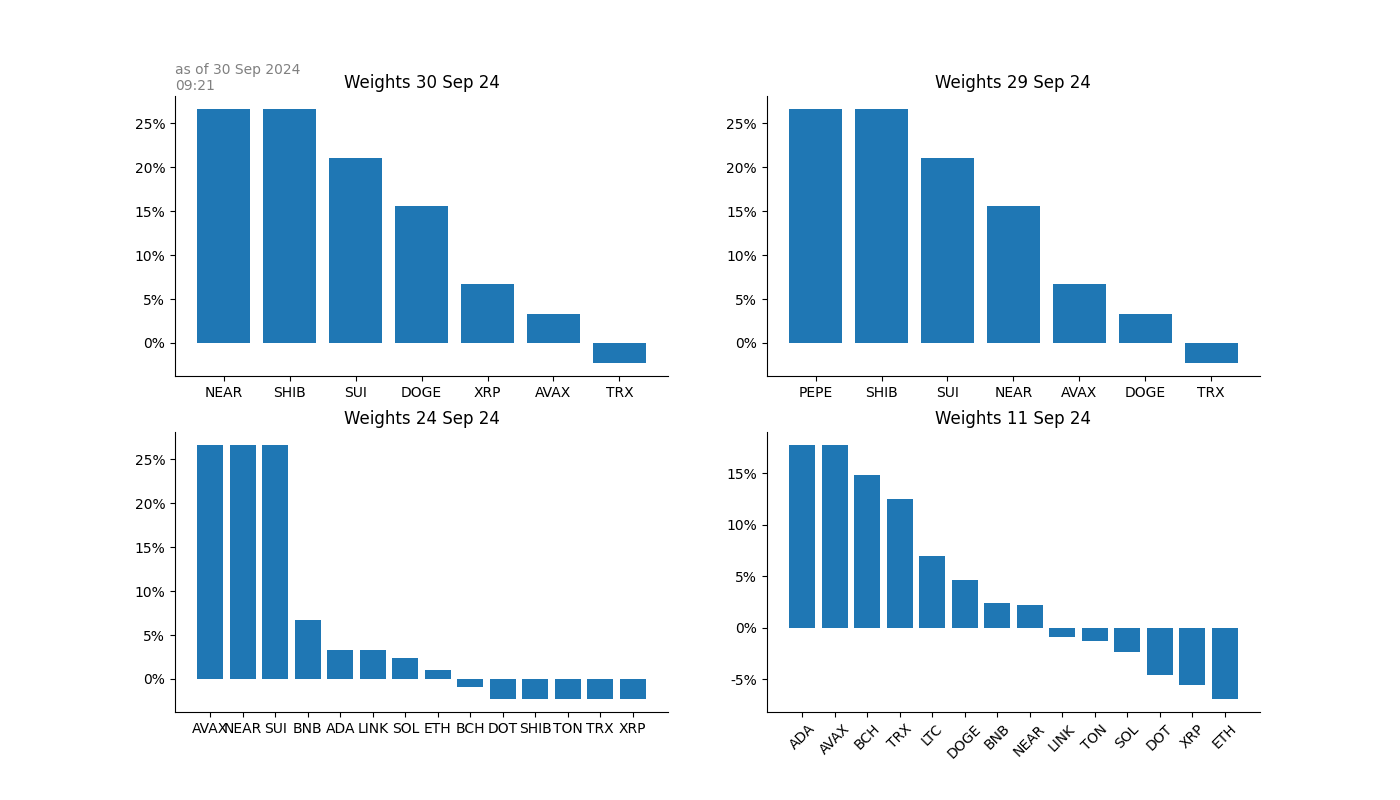 as of 30 Sep 2024
09:21
Weights 30 Sep 24
25%
20%
15%
10%
5%
0%
NEAR SHIB SUI DOGE XRP AVAX TRX
Weights 29 Sep 24
25%
20%
15%
10%
5%
0%
PEPE SHIB SUI NEAR AVAX DOGE TRX
Weights 24 Sep 24
25%
20%
15%
10%
5%
0%
AVAX NEAR SUI BNB ADA LINK SOL ETH BCH DOT SHIB TON TRX XRP
Weights 11 Sep 24
15%
10%
5%
0%
-5%
ADA AVAX BCH TRX LTC DOGE BNB NEAR LINK TON SOL DOT XRP ETH